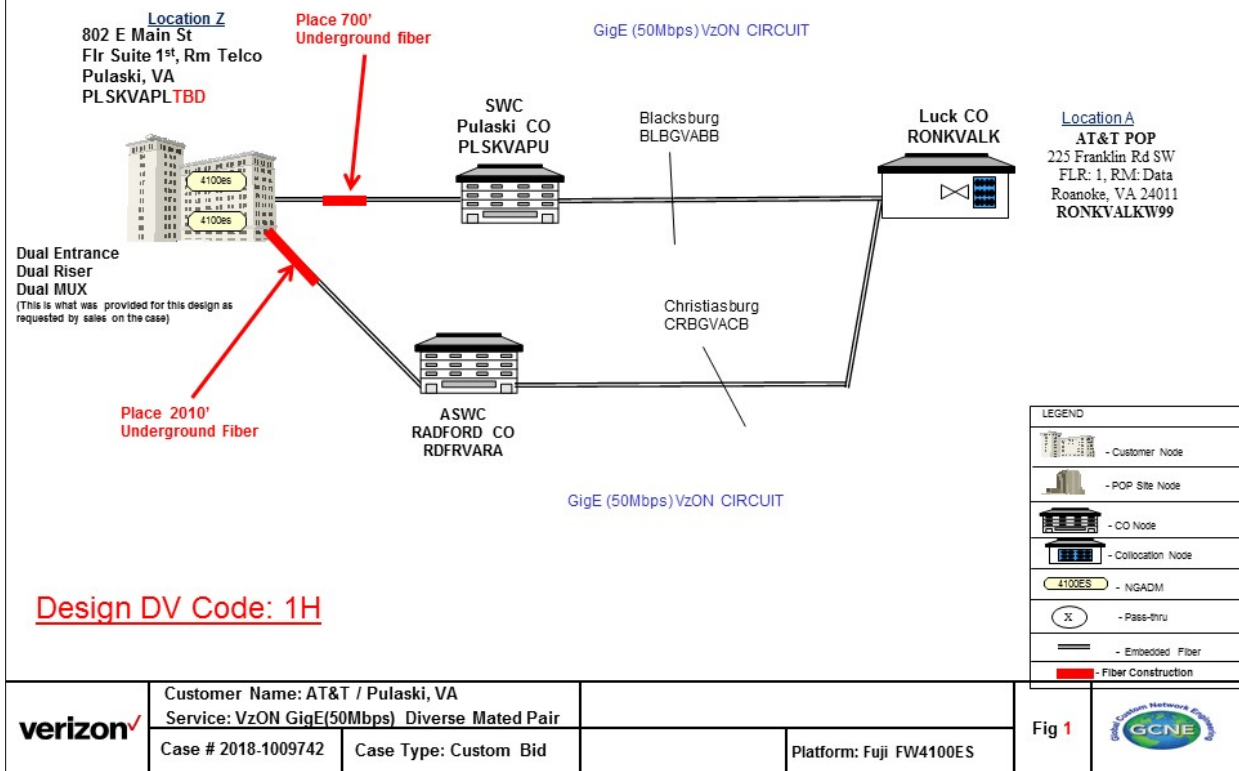 Location Z
802 E Main St
Flr Suite 1st, Rm Telco
Pulaski, VA
PLSKVAPLTBD
Place 700'
Underground fiber
GigE (50Mbps) VzON CIRCUIT
SWC
Pulaski CO
PLSKVAPU
Blacksburg
BLBGVABB
Luck CO
RONKVALK
Location A
AT&T POP
225 Franklin Rd SW
FLR: 1, RM: Data
Roanoke, VA 24011
RONKVALKW99
4100es
4100es
Dual Entrance
Dual Riser
Dual MUX
(This is what was provided for this design as
requested by sales on the case)
Christiasburg
CRBGVACB
Place 2010'
Underground Fiber
ASWC
RADFORD CO
RDFRVARA
GigE (50Mbps) VzON CIRCUIT
Design DV Code: 1H
LEGEND
- Customer Node
- POP Site Node
- CO Node
- Collocation Node
4100ES - NGADM
X - Pass-thru
- Embedded Fiber
- Fiber Construction
verizon
Customer Name: AT&T / Pulaski, VA
Service: VzON GigE(50Mbps) Diverse Mated Pair
Case # 2018-1009742
Case Type: Custom Bid
Platform: Fuji FW4100ES
Fig 1
Global Custom Network Engineering
GCNE